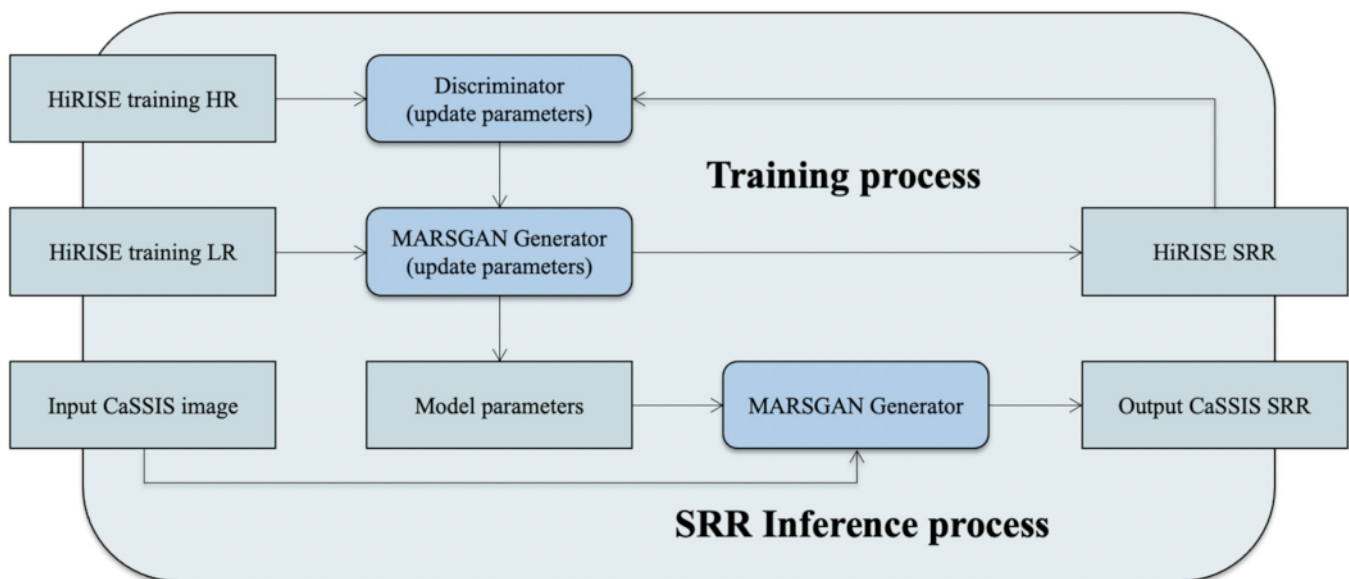 HiRISE training HR
Discriminator
(update parameters)
Training process
HiRISE training LR
MARSGAN Generator
(update parameters)
HiRISE SRR
Input CaSSIS image
Model parameters
MARSGAN Generator
Output CaSSIS SRR
SRR Inference process